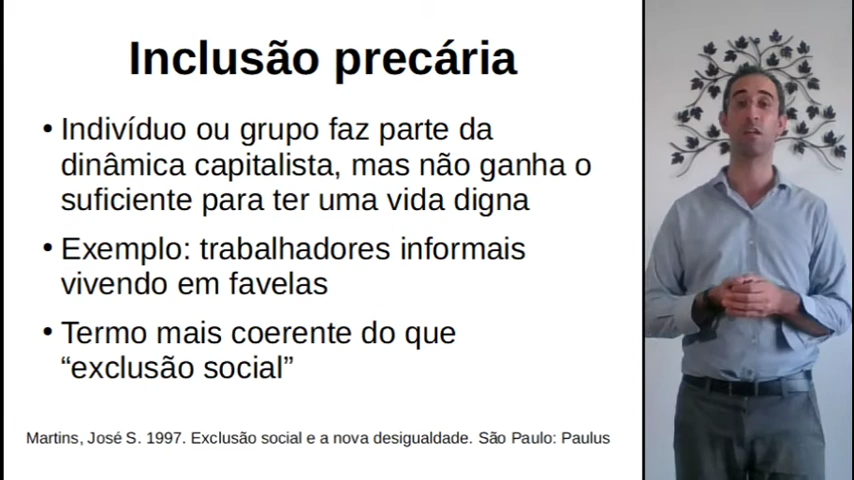 Inclusão precária
• Indivíduo ou grupo faz parte da
dinâmica capitalista, mas não ganha o
suficiente para ter uma vida digna
• Exemplo: trabalhadores informais
vivendo em favelas
• Termo mais coerente do que
“exclusão social”
Martins, José S. 1997. Exclusão social e a nova desigualdade. São Paulo: Paulus